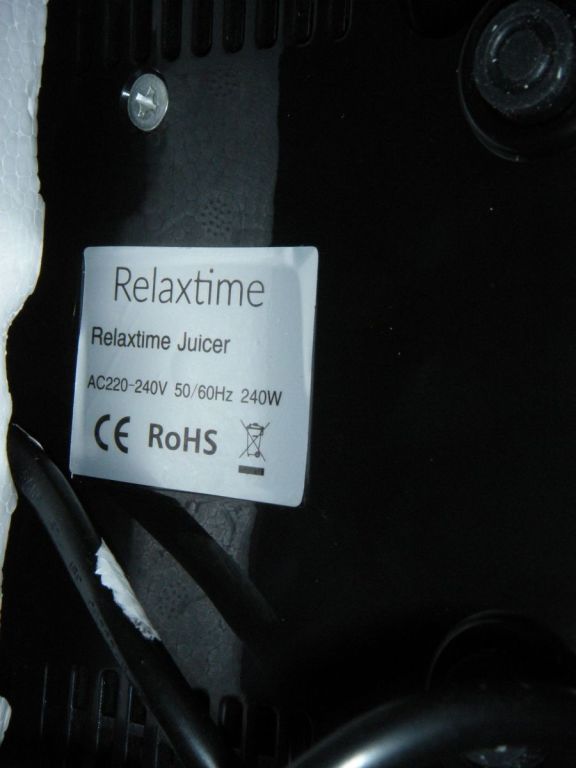 Relaxtime
Relaxtime Juicer
AC220-240V 50/60Hz 240W
CE RoHS